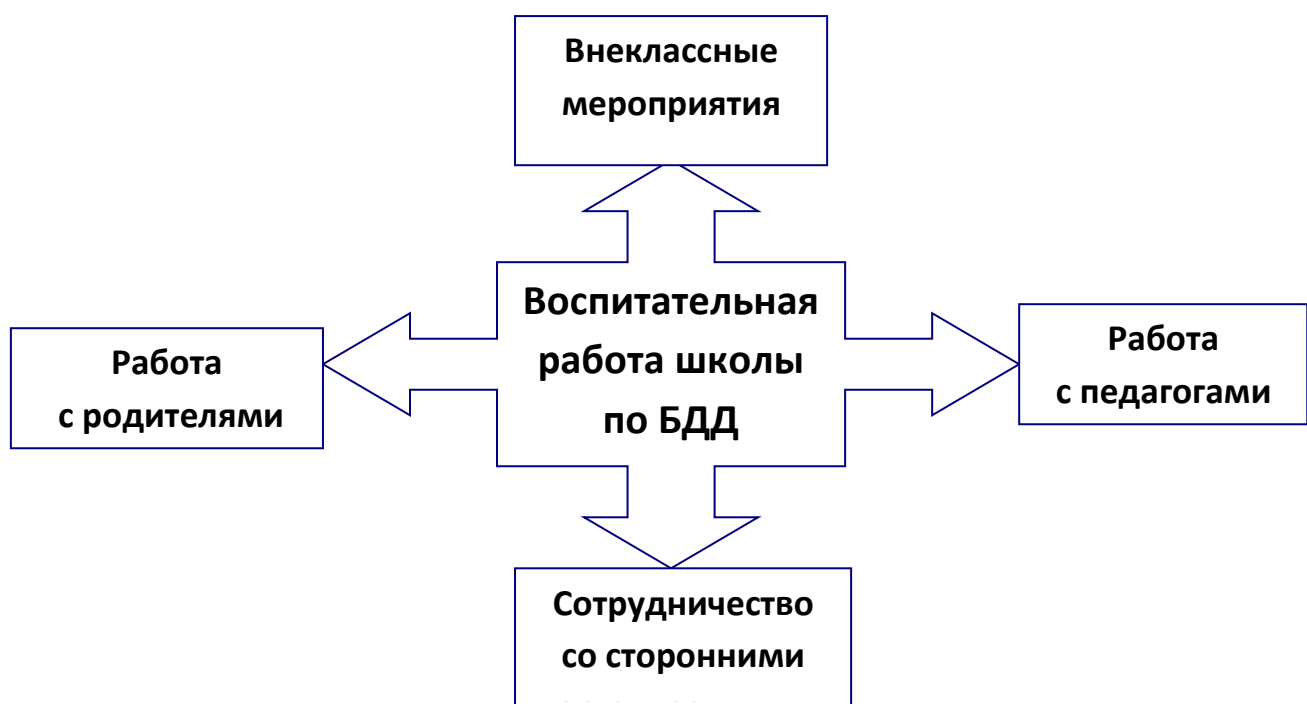 Внеклассные
мероприятия
Воспитательная
работа школы
по БДД
Работа
с родителями
Работа
с педагогами
Сотрудничество
со сторонними